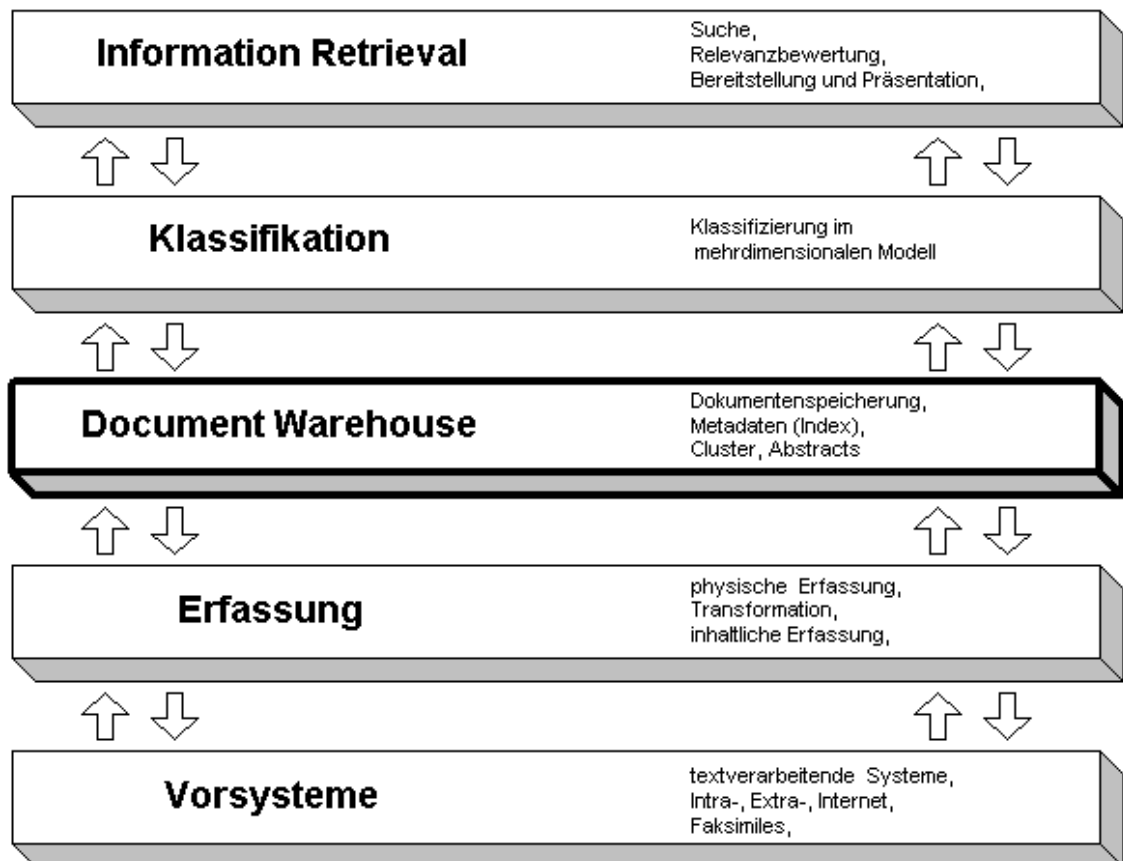 Information Retrieval
Suche,
Relevanzbewertung,
Bereitstellung und Präsentation,
Klassifikation
Klassifizierung im
mehrdimensionalen Modell
Document Warehouse
Dokumentenspeicherung,
Metadaten (Index),
Cluster, Abstracts
Erfassung
physische Erfassung,
Transformation,
inhaltliche Erfassung,
Vorsysteme
textverarbeitende Systeme,
Intra-, Extra-, Internet,
Faksimiles,